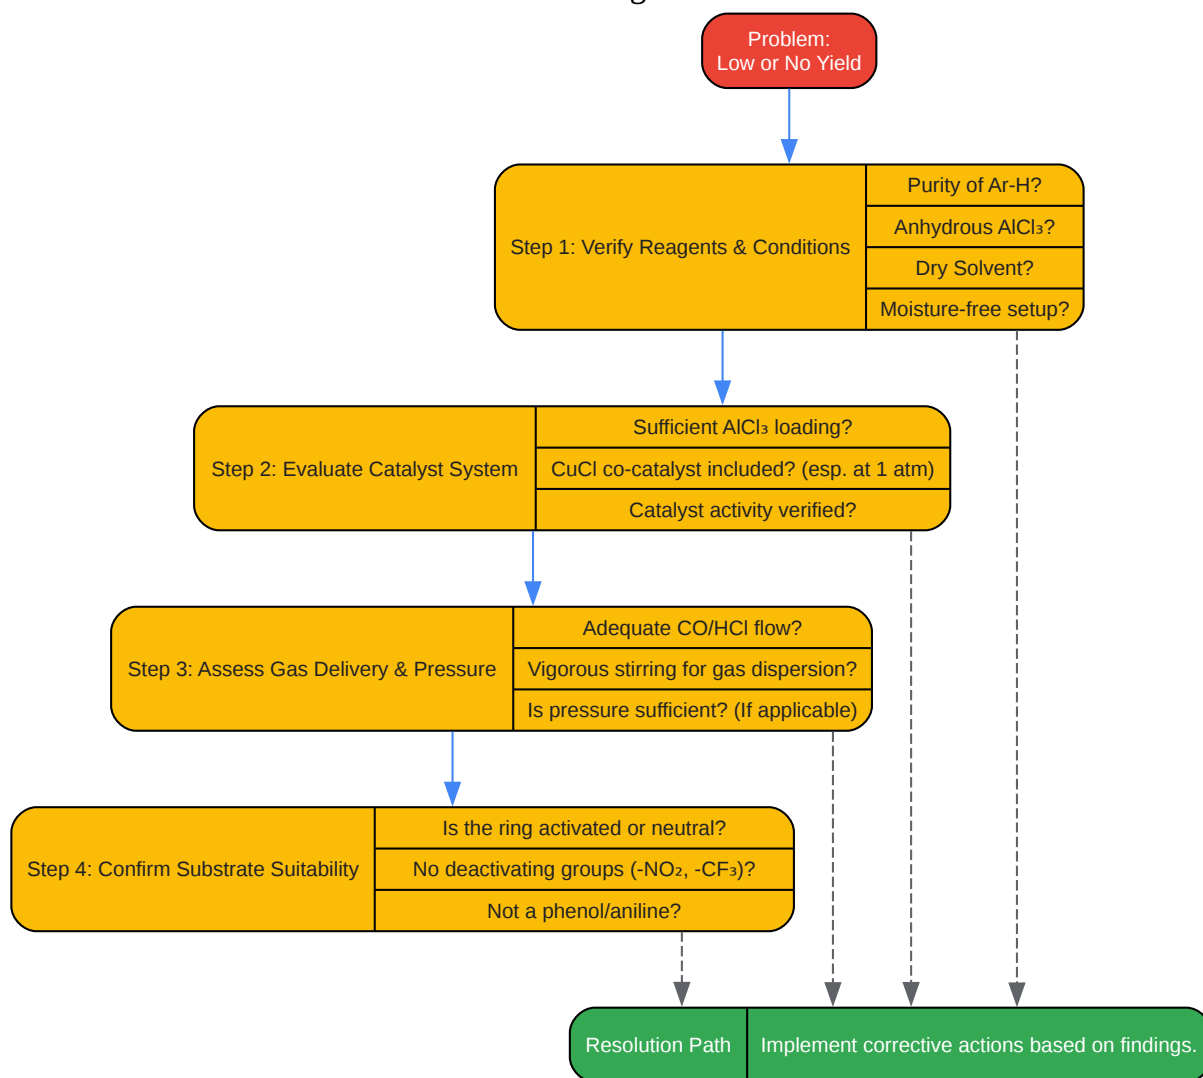 Problem:
Low or No Yield
Step 1: Verify Reagents & Conditions
Purity of Ar-H?
Anhydrous AlCl₃?
Dry Solvent?
Moisture-free setup?
Step 2: Evaluate Catalyst System
Sufficient AlCl₃ loading?
CuCl co-catalyst included? (esp. at 1 atm)
Catalyst activity verified?
Step 3: Assess Gas Delivery & Pressure
Adequate CO/HCl flow?
Vigorous stirring for gas dispersion?
Is pressure sufficient? (If applicable)
Step 4: Confirm Substrate Suitability
Is the ring activated or neutral?
No deactivating groups (-NO₂, -CF₃)?
Not a phenol/aniline?
Resolution Path
Implement corrective actions based on findings.